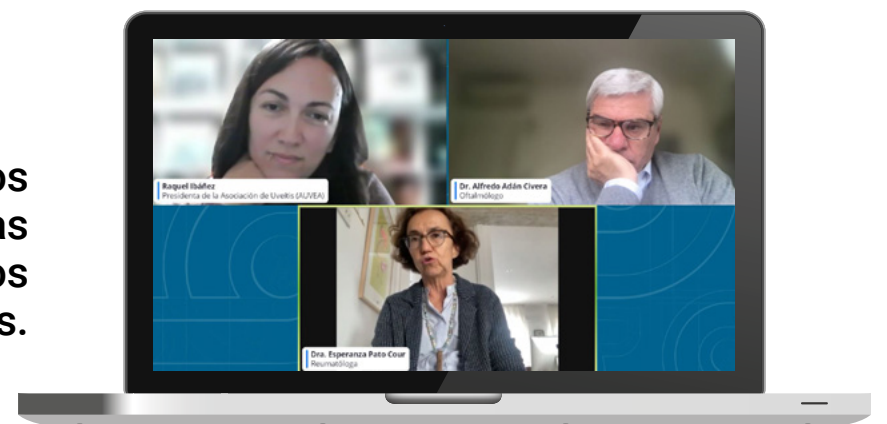 os
as
os
s.
Raquel Ibáñez
Presidenta de la Asociación de Uveítis (AUVEA)
Dr. Alfredo Adán Civera
Oftalmólogo
Dra. Esperanza Pato Cour
Reumatóloga